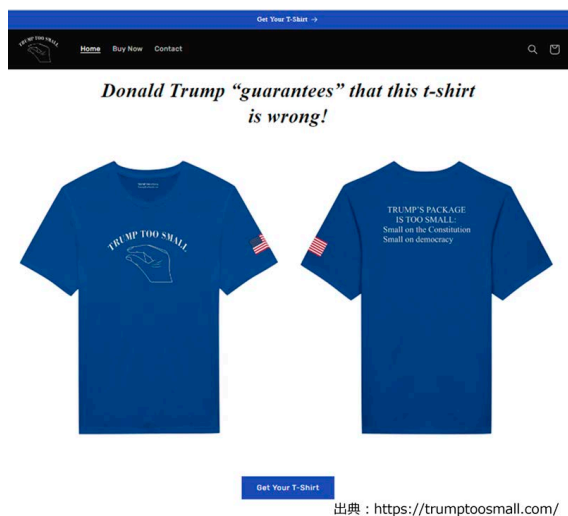 Get Your T-Shirt →
TRUMP TOO SMALL
Home Buy Now Contact
Donald Trump “guarantees” that this t-shirt
is wrong!
TRUMP TOO SMALL
TRUMP'S PACKAGE
IS TOO SMALL:
Small on the Constitution
Small on democracy
Get Your T-Shirt
出典：https://trumptoosmall.com/